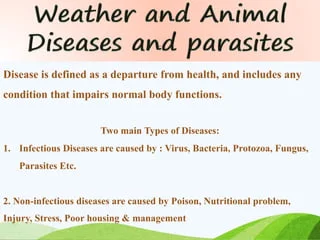 Weather and Animal
Diseases and parasites
Disease is defined as a departure from health, and includes any
condition that impairs normal body functions.
Two main Types of Diseases:
1. Infectious Diseases are caused by : Virus, Bacteria, Protozoa, Fungus,
Parasites Etc.
2. Non-infectious diseases are caused by Poison, Nutritional problem,
Injury, Stress, Poor housing & management